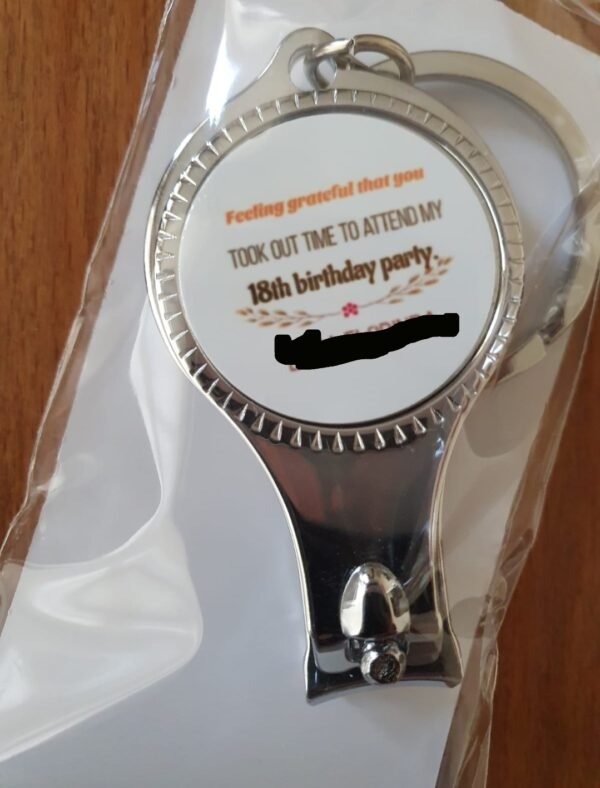 Feeling grateful that you
TOOK OUT TIME TO ATTEND MY
18th birthday party.